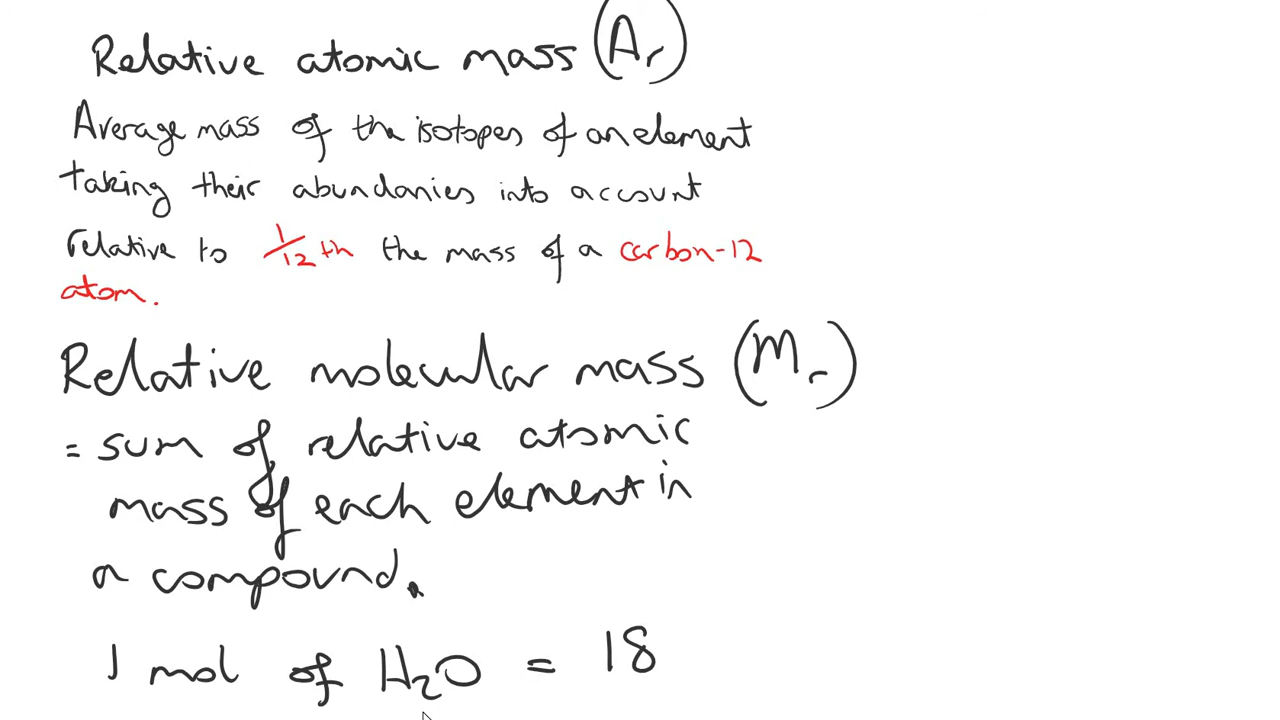 Relative atomic mass (Ar)
Average mass of the isotopes of an element
taking their abundanies into account
relative to 1/12th the mass of a carbon-12
atom.
Relative molecular mass (Mr)
= sum of relative atomic
mass of each element in
a compound.
1 mol of H₂O = 18